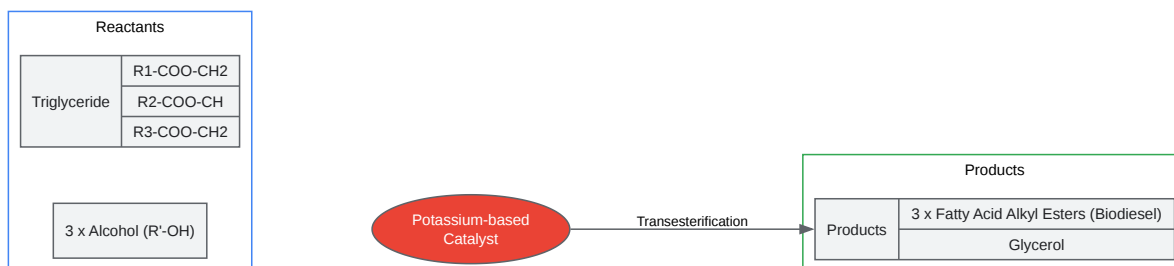 Reactants
Triglyceride
R1-COO-CH2
R2-COO-CH
R3-COO-CH2
3 x Alcohol (R'-OH)
Potassium-based
Catalyst
Transesterification
Products
Products
3 x Fatty Acid Alkyl Esters (Biodiesel)
Glycerol